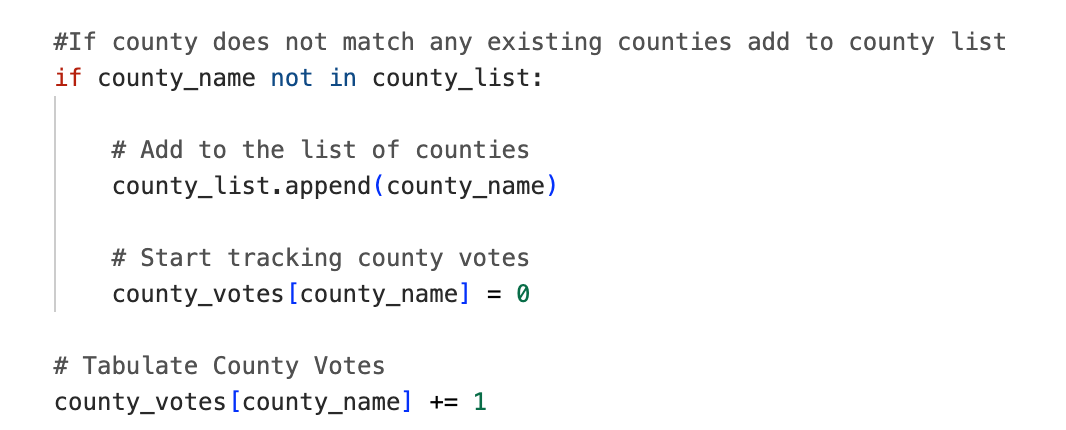 #If county does not match any existing counties add to county list
if county_name not in county_list:
# Add to the list of counties
county_list.append(county_name)
# Start tracking county votes
county_votes[county_name] = 0
# Tabulate County Votes
county_votes[county_name] += 1